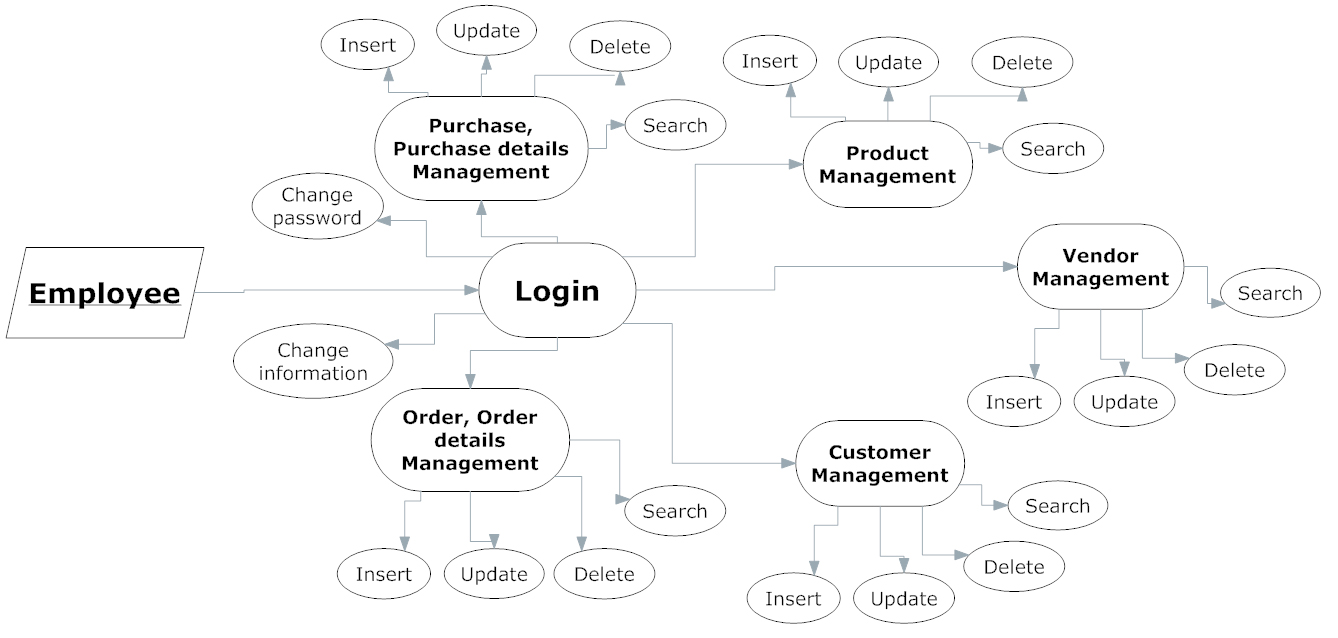 Insert
Update
Delete
Search
Purchase,
Purchase details
Management
Insert
Update
Delete
Search
Product
Management
Change
password
Employee
Login
Vendor
Management
Search
Insert
Update
Delete
Change
information
Order, Order
details
Management
Search
Insert
Update
Delete
Customer
Management
Search
Insert
Update
Delete